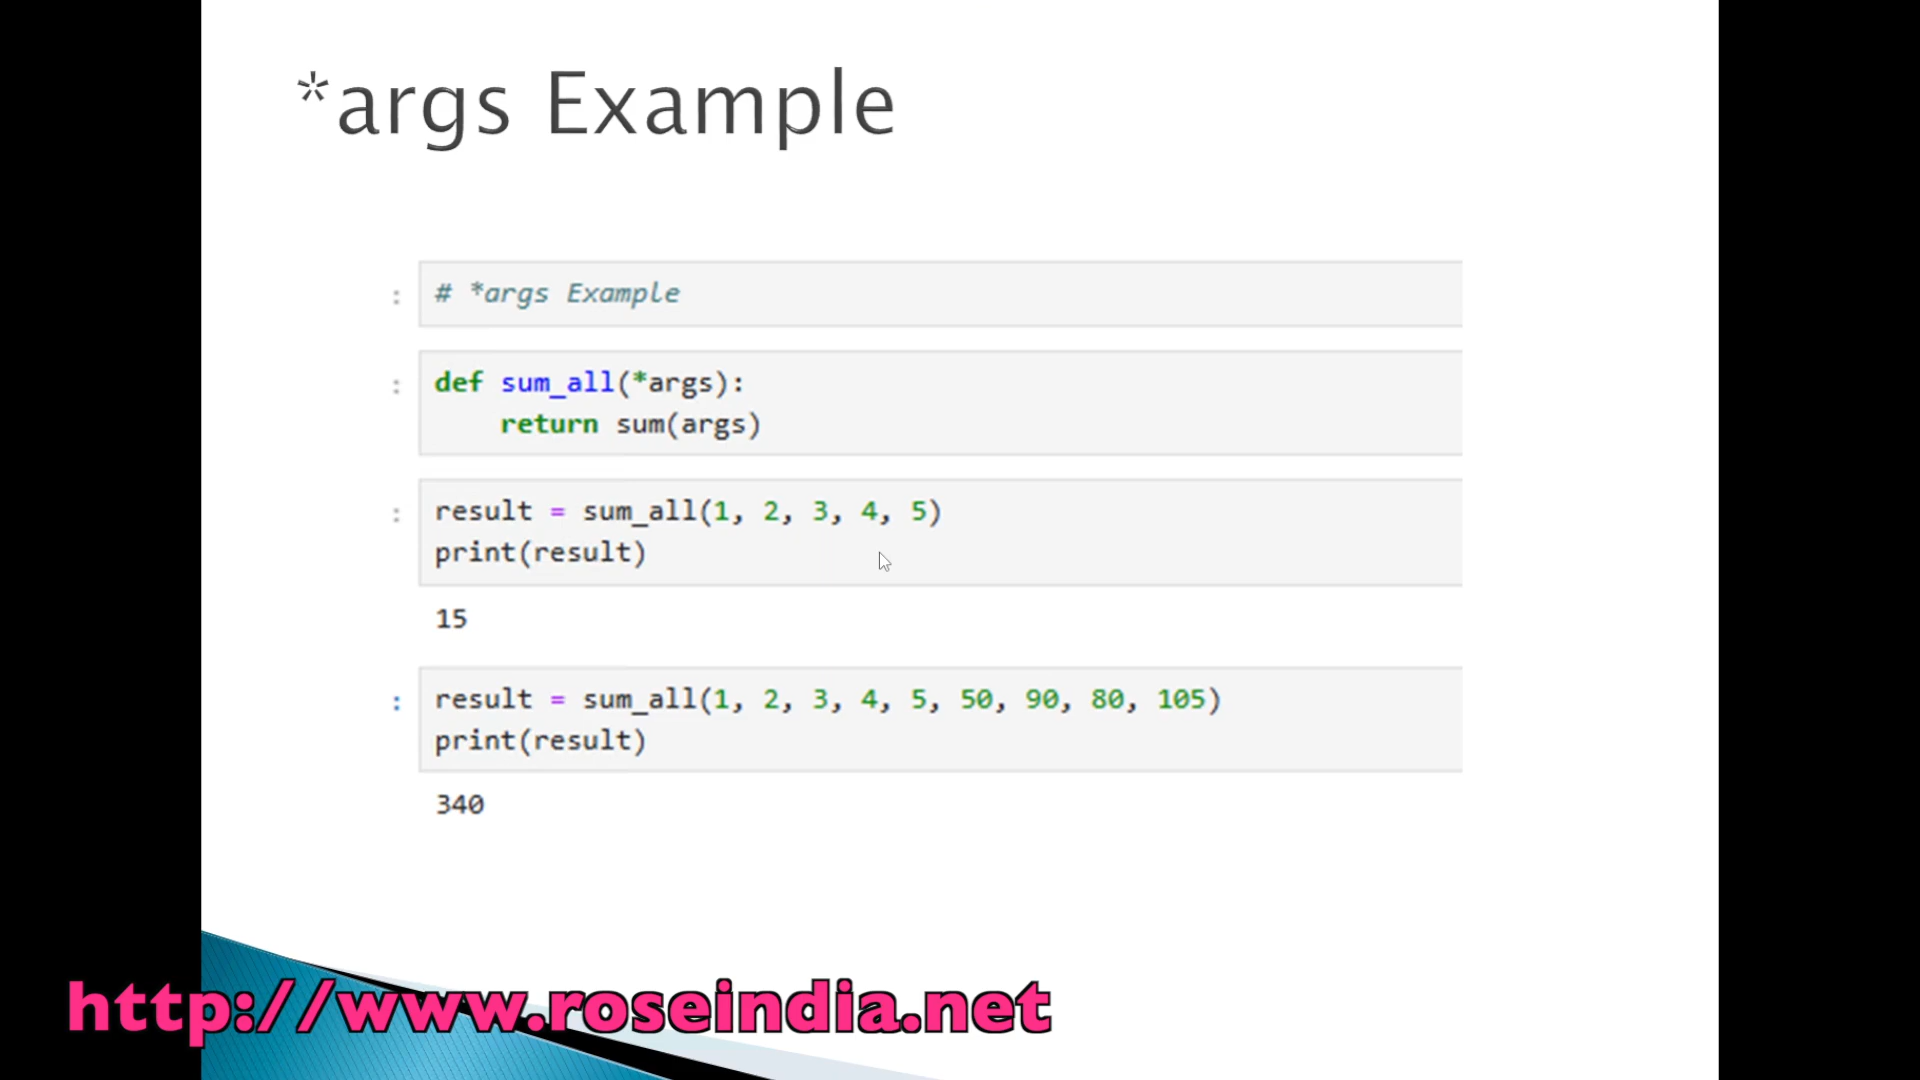 *args Example
: # *args Example
: def sum_all(*args):
    return sum(args)
: result = sum_all(1, 2, 3, 4, 5)
print(result)
15
: result = sum_all(1, 2, 3, 4, 5, 50, 90, 80, 105)
print(result)
340
http://www.roseindia.net